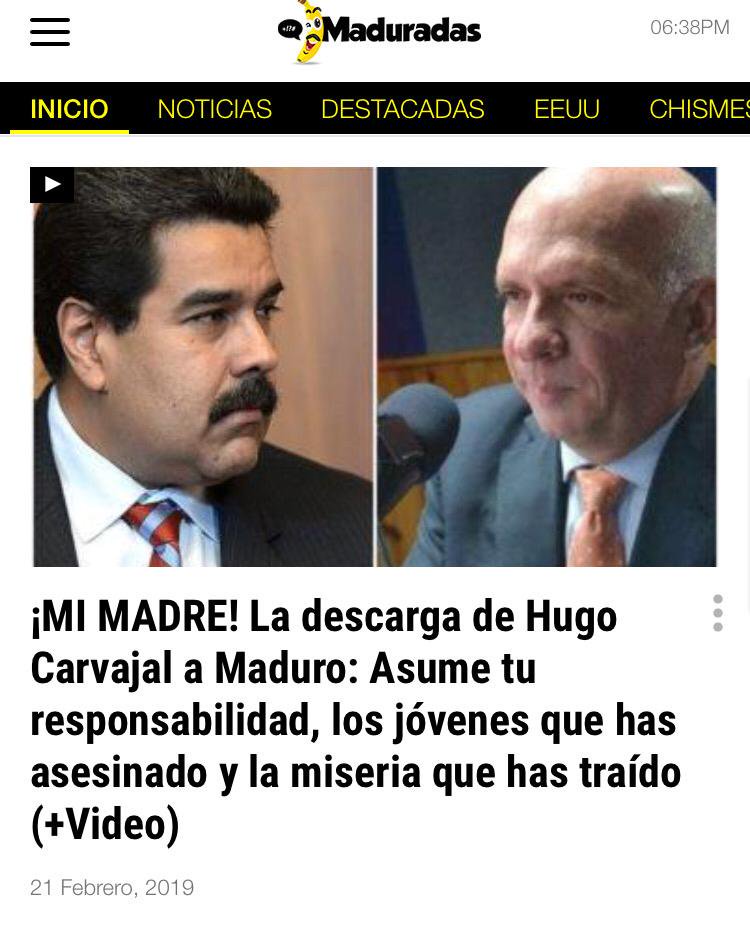 Maduradas
06:38PM
INICIO NOTICIAS DESTACADAS EEUU CHISMES
¡MI MADRE! La descarga de Hugo
Carvajal a Maduro: Asume tu
responsabilidad, los jóvenes que has
asesinado y la miseria que has traído
(+Video)
21 Febrero, 2019